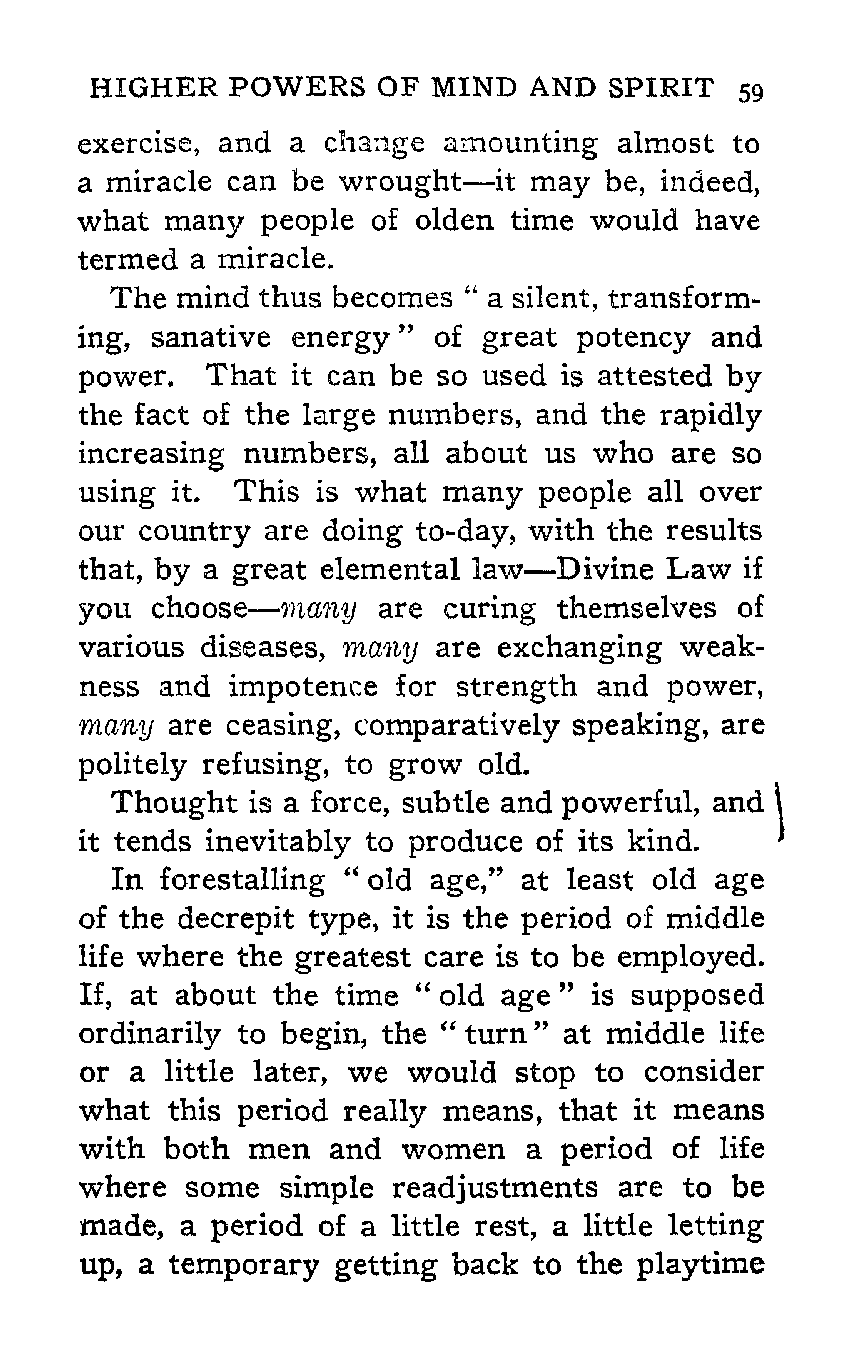 HIGHER POWERS OF MIND AND SPIRIT 59
exercise, and a change amounting almost to
a miracle can be wrought—it may be, indeed,
what many people of olden time would have
termed a miracle.
The mind thus becomes “ a silent, transform-
ing, sanative energy ” of great potency and
power. That it can be so used is attested by
the fact of the large numbers, and the rapidly
increasing numbers, all about us who are so
using it. This is what many people all over
our country are doing to-day, with the results
that, by a great elemental law—Divine Law if
you choose—many are curing themselves of
various diseases, many are exchanging weak-
ness and impotence for strength and power,
many are ceasing, comparatively speaking, are
politely refusing, to grow old.
Thought is a force, subtle and powerful, and
it tends inevitably to produce of its kind.
In forestalling “ old age,” at least old age
of the decrepit type, it is the period of middle
life where the greatest care is to be employed.
If, at about the time “ old age ” is supposed
ordinarily to begin, the “ turn ” at middle life
or a little later, we would stop to consider
what this period really means, that it means
with both men and women a period of life
where some simple readjustments are to be
made, a period of a little rest, a little letting
up, a temporary getting back to the playtime